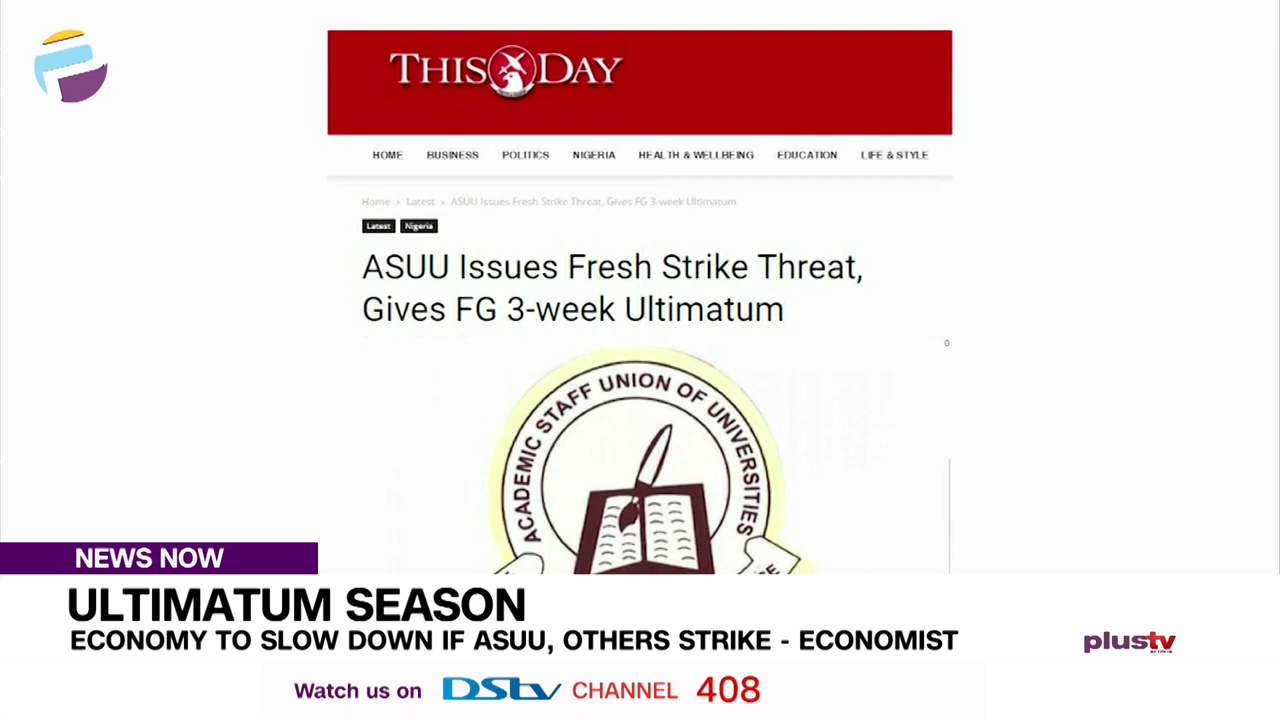 THISDAY
HOME BUSINESS POLITICS NIGERIA HEALTH & WELLBEING EDUCATION LIFE & STYLE
Home › Latest › ASUU Issues Fresh Strike Threat, Gives FG 3-week Ultimatum
Latest Nigeria
ASUU Issues Fresh Strike Threat,
Gives FG 3-week Ultimatum
0
ACADEMIC STAFF UNION OF UNIVERSITIES
NEWS NOW
ULTIMATUM SEASON
ECONOMY TO SLOW DOWN IF ASUU, OTHERS STRIKE - ECONOMIST
plustv
Watch us on DStv CHANNEL 408